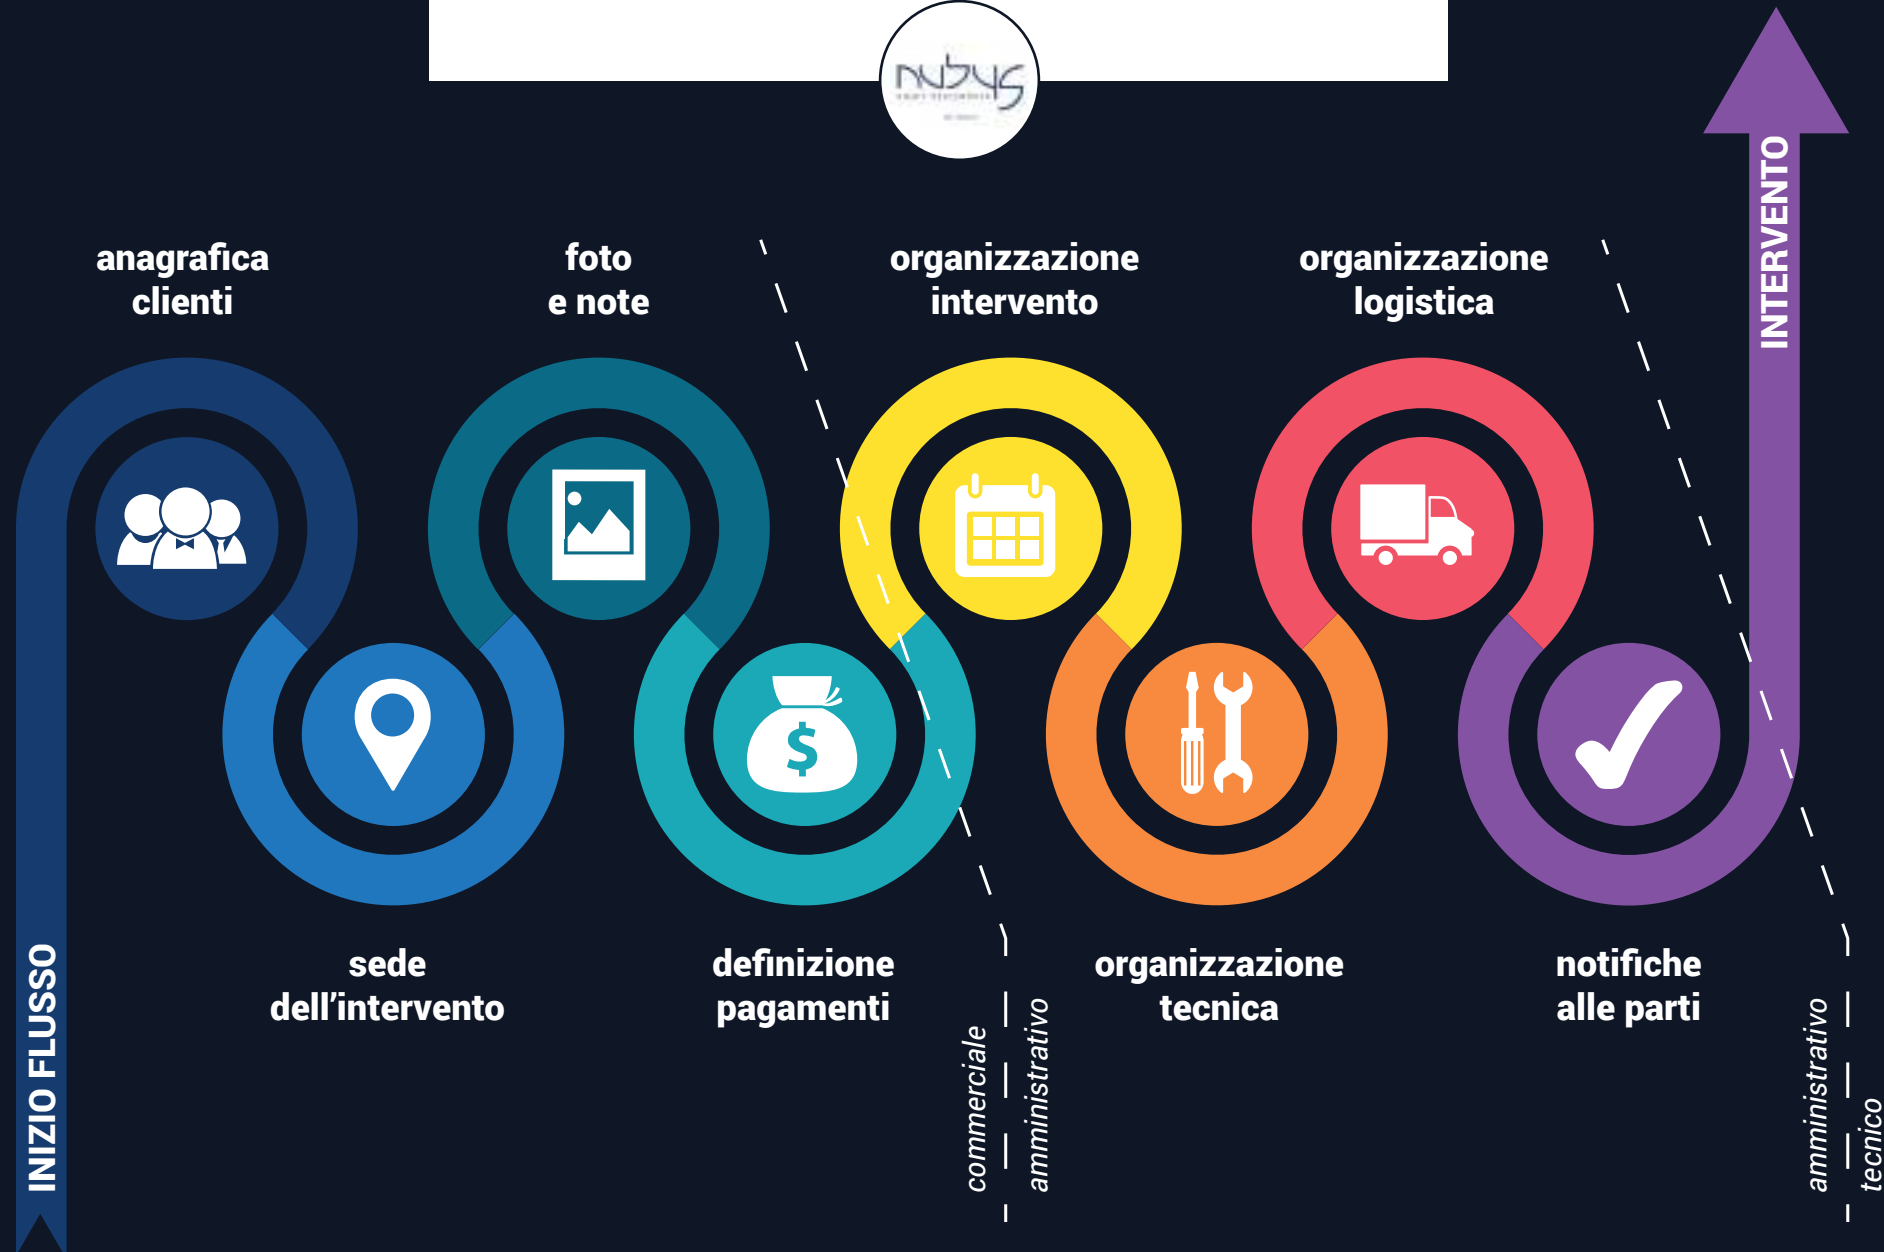 nubys
INTERVENTO
anagrafica
clienti
foto
e note
organizzazione
intervento
organizzazione
logistica
$
sede
dell'intervento
definizione
pagamenti
organizzazione
tecnica
notifiche
alle parti
INIZIO FLUSSO
commerciale
amministrativo
amministrativo
tecnico